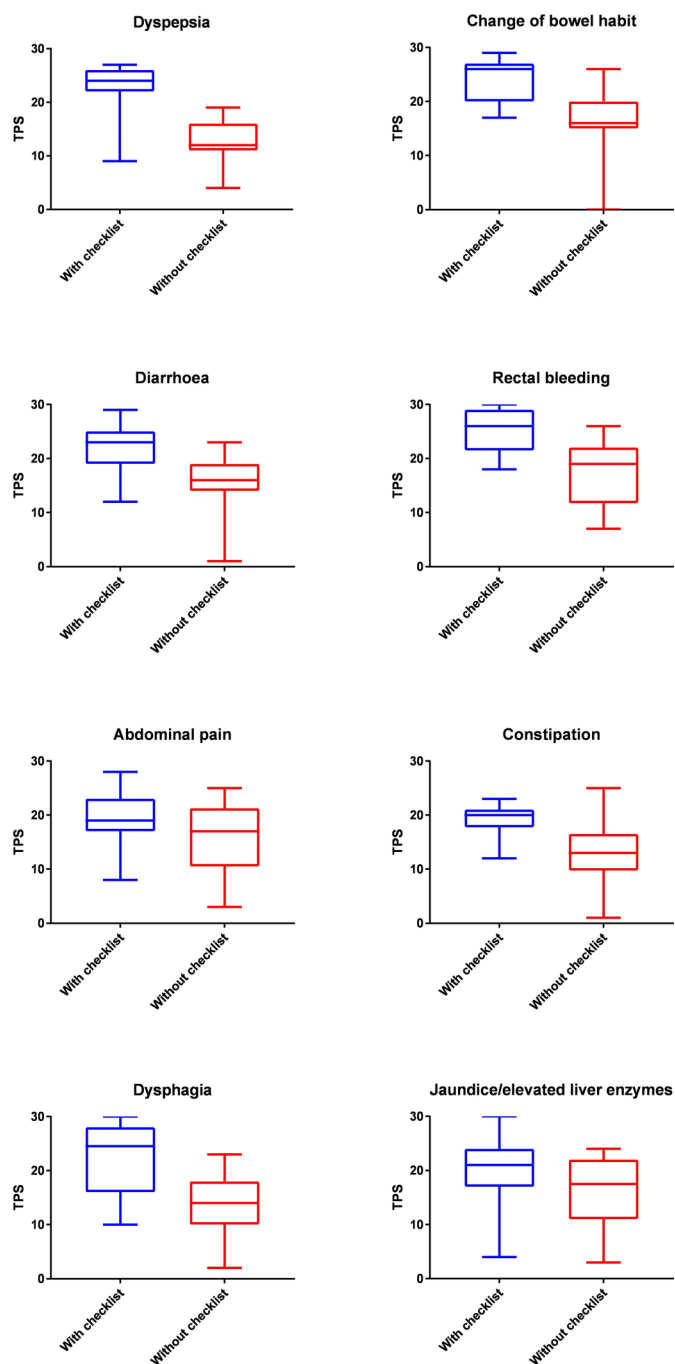 Dyspepsia
30
20
10
0
TPS
With checklist
Without checklist
Change of bowel habit
30
20
10
0
TPS
With checklist
Without checklist
Diarrhoea
30
20
10
0
TPS
With checklist
Without checklist
Rectal bleeding
30
20
10
0
TPS
With checklist
Without checklist
Abdominal pain
30
20
10
0
TPS
With checklist
Without checklist
Constipation
30
20
10
0
TPS
With checklist
Without checklist
Dysphagia
30
20
10
0
TPS
With checklist
Without checklist
Jaundice/elevated liver enzymes
30
20
10
0
TPS
With checklist
Without checklist